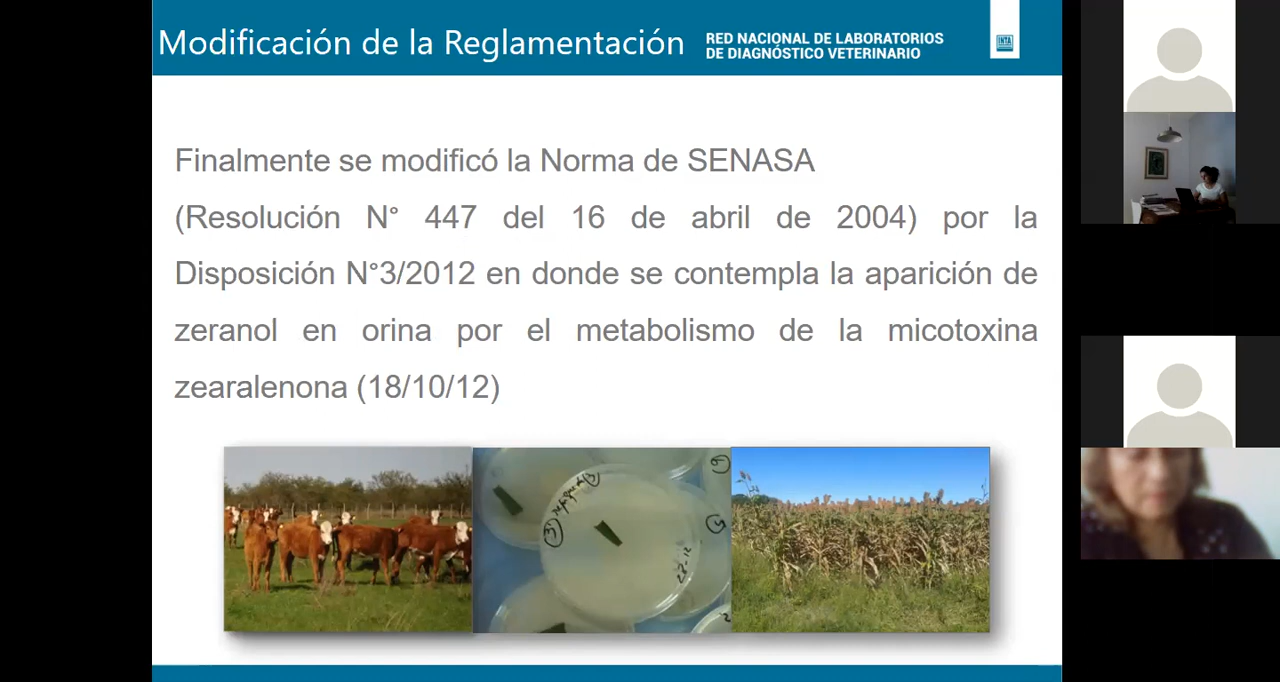 Modificación de la Reglamentación
RED NACIONAL DE LABORATORIOS
DE DIAGNÓSTICO VETERINARIO
INTA
Finalmente se modificó la Norma de SENASA
(Resolución N° 447 del 16 de abril de 2004) por la
Disposición N°3/2012 en donde se contempla la aparición de
zeranol en orina por el metabolismo de la micotoxina
zearalenona (18/10/12)